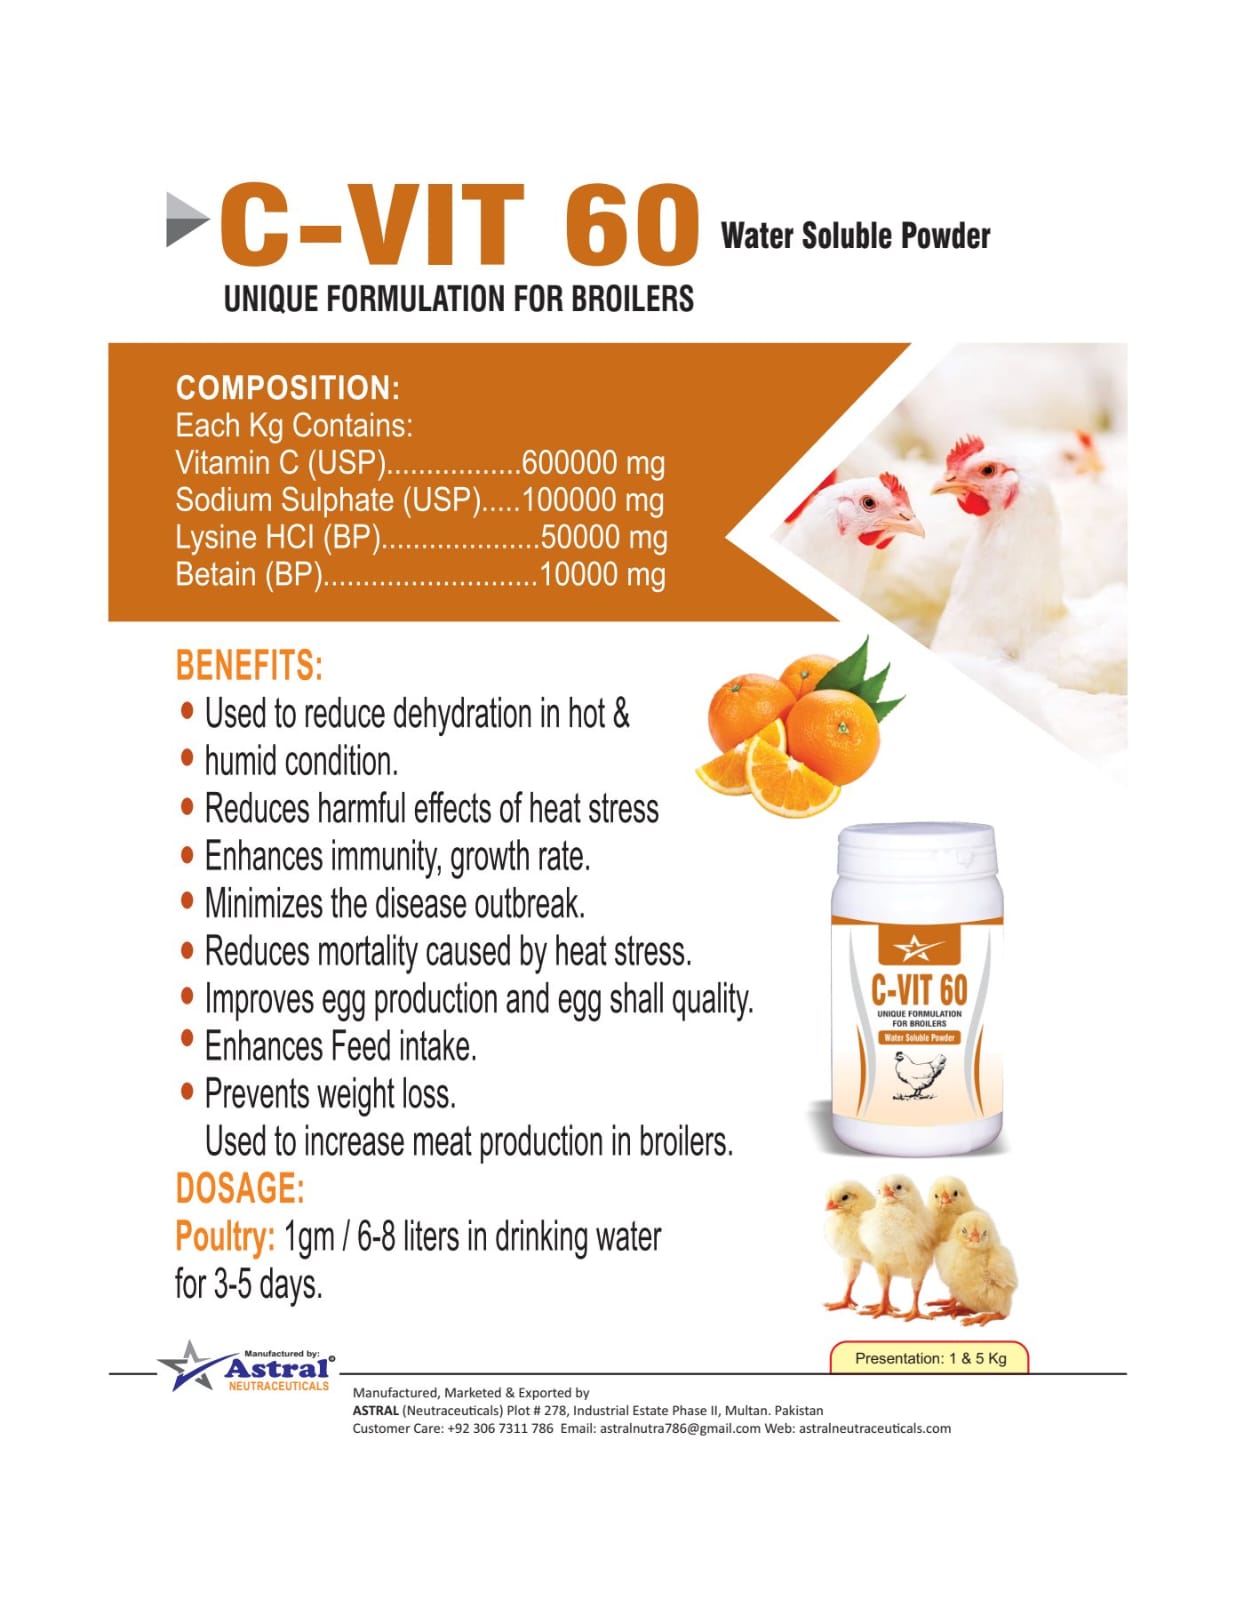 C-VIT 60 Water Soluble Powder
UNIQUE FORMULATION FOR BROILERS
COMPOSITION:
Each Kg Contains:
Vitamin C (USP).................600000 mg
Sodium Sulphate (USP).....100000 mg
Lysine HCl (BP)....................50000 mg
Betain (BP)...........................10000 mg
BENEFITS:
• Used to reduce dehydration in hot &
• humid condition.
• Reduces harmful effects of heat stress
• Enhances immunity, growth rate.
• Minimizes the disease outbreak.
• Reduces mortality caused by heat stress.
• Improves egg production and egg shall quality.
• Enhances Feed intake.
• Prevents weight loss.
Used to increase meat production in broilers.
DOSAGE:
Poultry: 1gm / 6-8 liters in drinking water
for 3-5 days.
C-VIT 60
UNIQUE FORMULATION
FOR BROILERS
Water Soluble Powder
Presentation: 1 & 5 Kg
Manufactured by:
Astral®
NEUTRACEUTICALS
Manufactured, Marketed & Exported by
ASTRAL (Neutraceuticals) Plot # 278, Industrial Estate Phase II, Multan. Pakistan
Customer Care: +92 306 7311 786 Email: astralnutra786@gmail.com Web: astralneutraceuticals.com